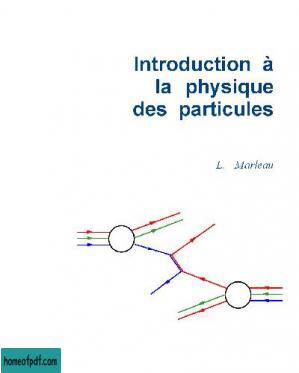 Introduction à
la physique
des particules
L. Marleau
homeofpdf.com